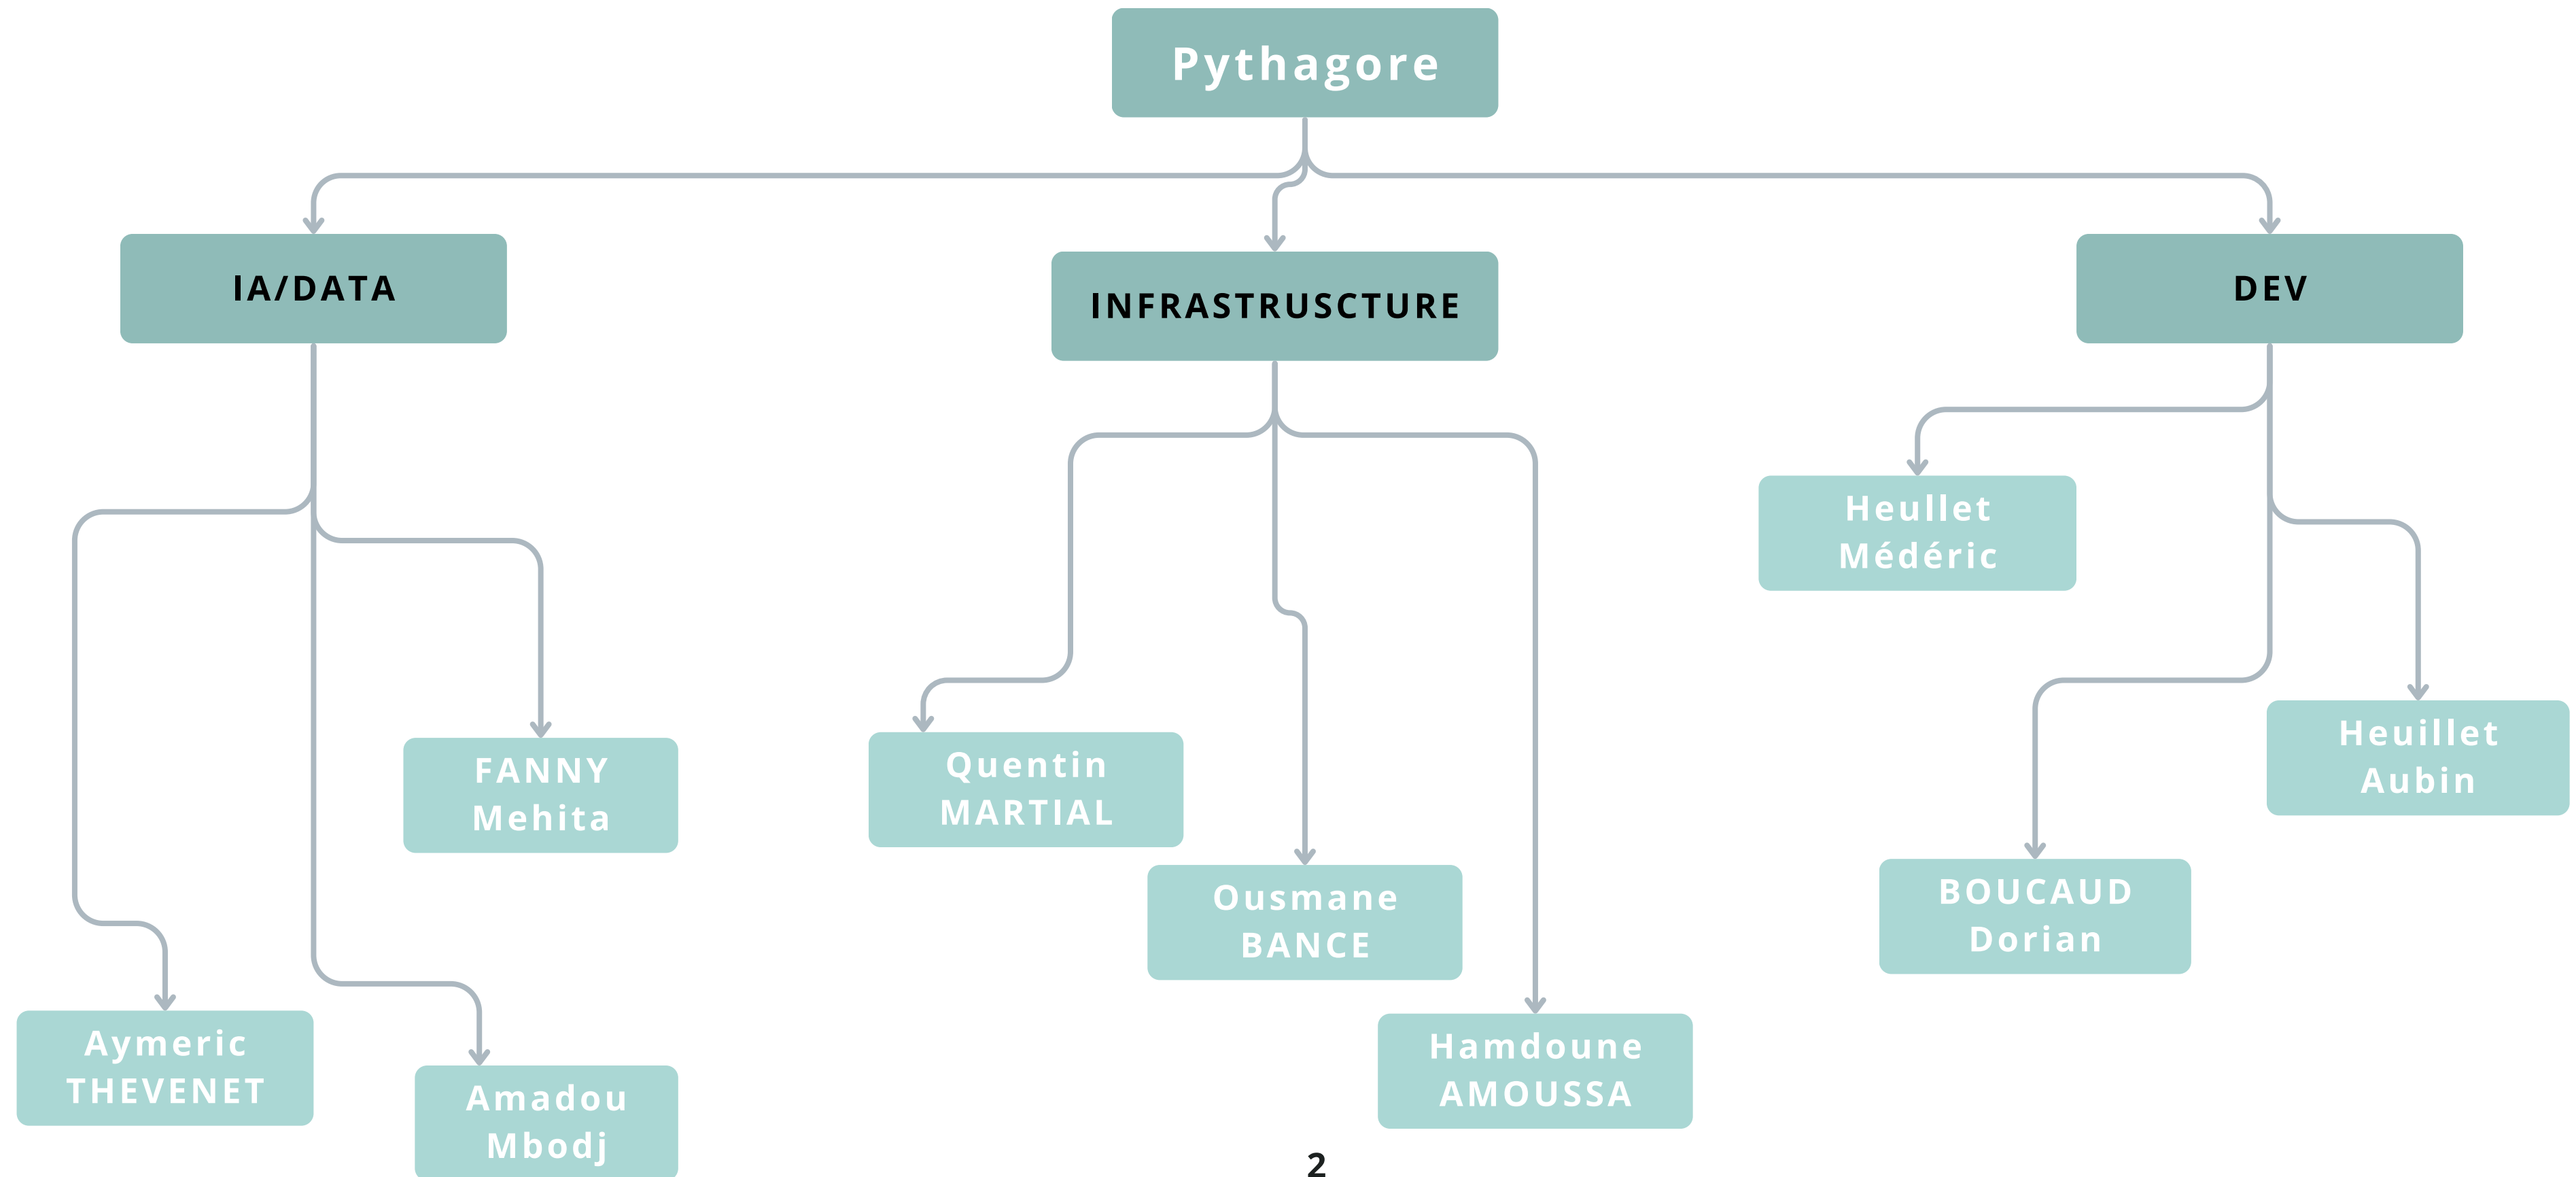 Pythagore
IA/DATA
INFRASTRUSCTURE
DEV
Heullet
Médéric
Heuillet
Aubin
FANNY
Mehita
Quentin
MARTIAL
Ousmane
BANCE
BOUCAUD
Dorian
Aymeric
THEVENET
Hamdoune
AMOUSSA
Amadou
Mbodj
2